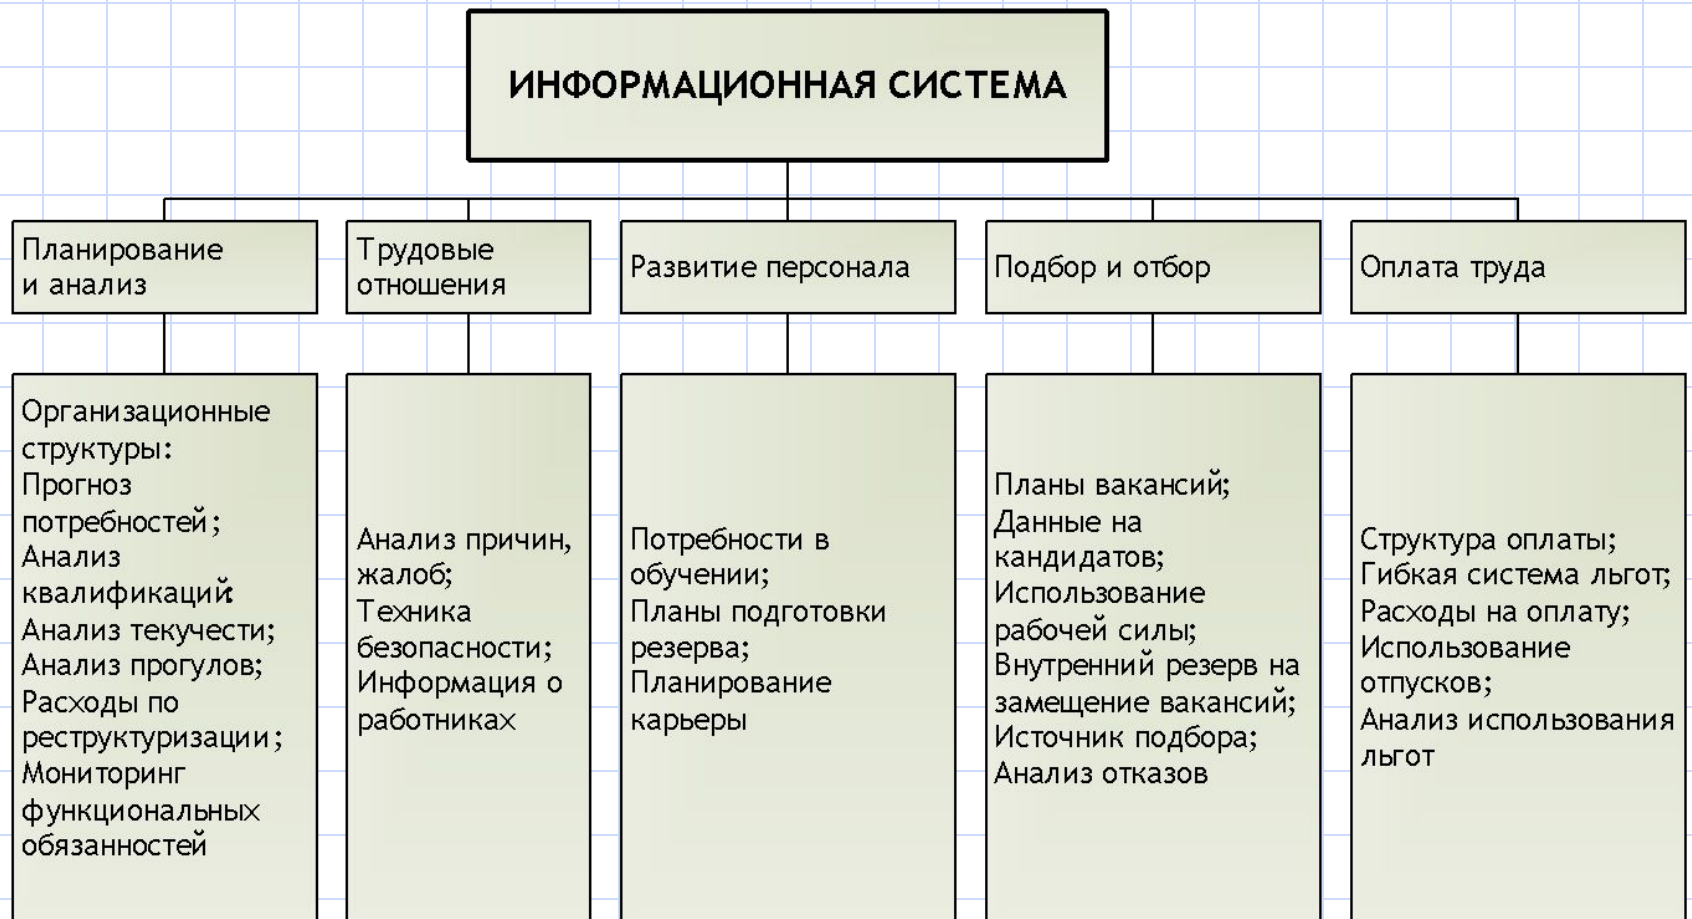 ИНФОРМАЦИОННАЯ СИСТЕМА
Планирование
и анализ
Организационные
структуры:
Прогноз
потребностей;
Анализ
квалификаций:
Анализ текучести;
Анализ прогулов;
Расходы по
реструктуризации;
Мониторинг
функциональных
обязанностей
Трудовые
отношения
Анализ причин,
жалоб;
Техника
безопасности;
Информация о
работниках
Развитие персонала
Потребности в
обучении;
Планы подготовки
резерва;
Планирование
карьеры
Подбор и отбор
Планы вакансий;
Данные на
кандидатов;
Использование
рабочей силы;
Внутренний резерв на
замещение вакансий;
Источник подбора;
Анализ отказов
Оплата труда
Структура оплаты;
Гибкая система льгот;
Расходы на оплату;
Использование
отпусков;
Анализ использования
льгот